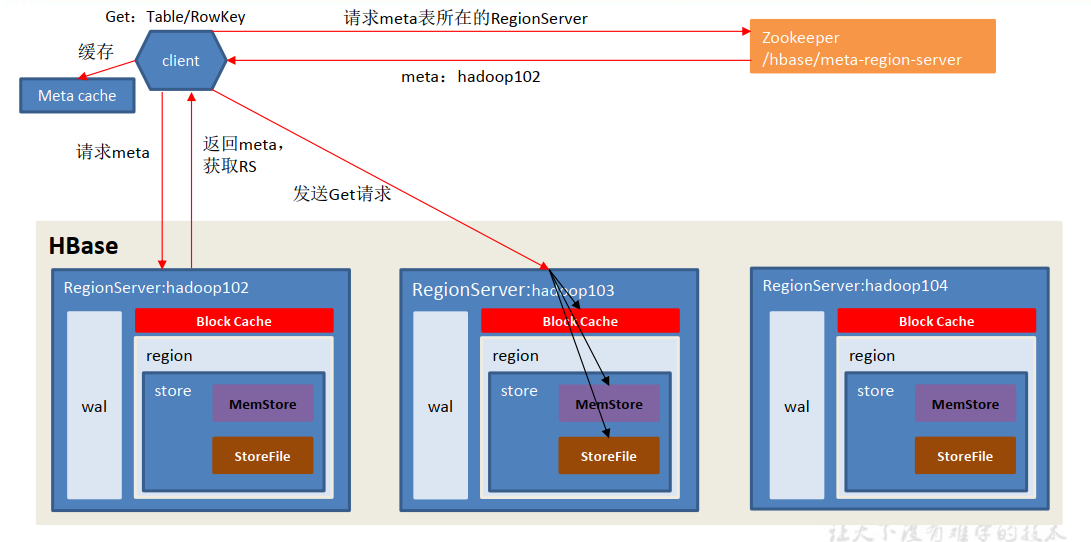 Get：Table/RowKey
请求meta表所在的RegionServer
Zookeeper
/hbase/meta-region-server
缓存
client
meta：hadoop102
Meta cache
请求meta
返回meta，
获取RS
发送Get请求
HBase
RegionServer:hadoop102
Block Cache
region
wal
store
MemStore
StoreFile
RegionServer:hadoop103
Block Cache
region
wal
store
MemStore
StoreFile
RegionServer:hadoop104
Block Cache
region
wal
store
MemStore
StoreFile
让天下没有难学的技术